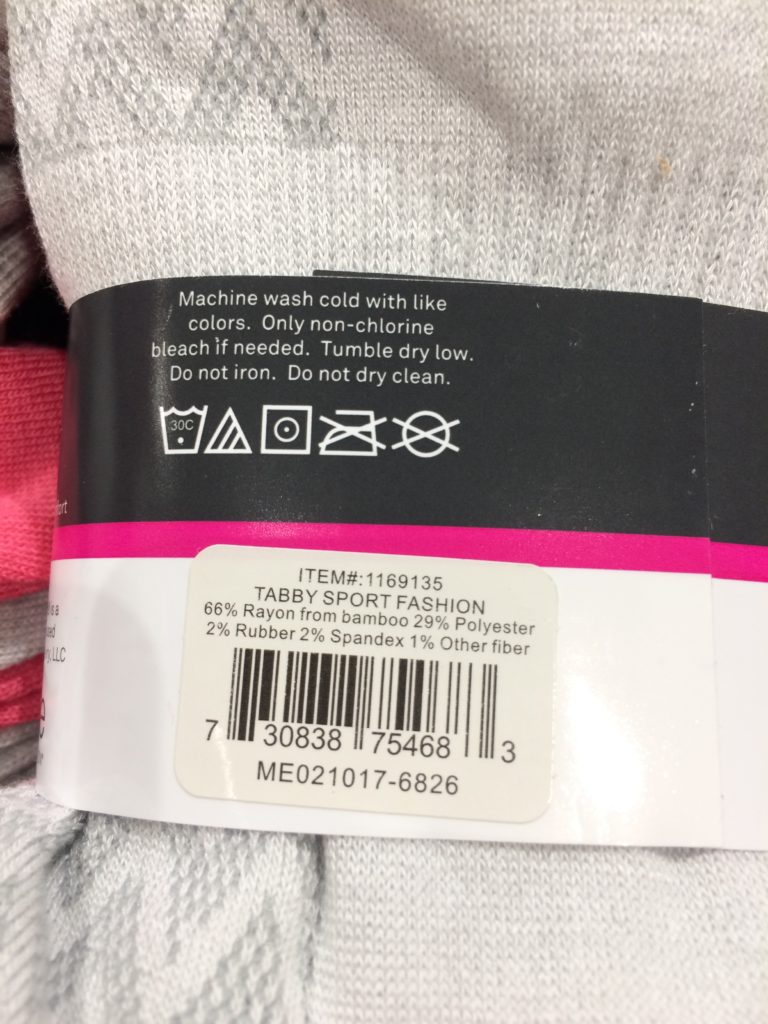 Machine wash cold with like
colors. Only non-chlorine
bleach if needed. Tumble dry low.
Do not iron. Do not dry clean.
30C
ITEM#:1169135
TABBY SPORT FASHION
66% Rayon from bamboo 29% Polyester
2% Rubber 2% Spandex 1% Other fiber
7 30838 75468 3
ME021017-6826
is a
LLC